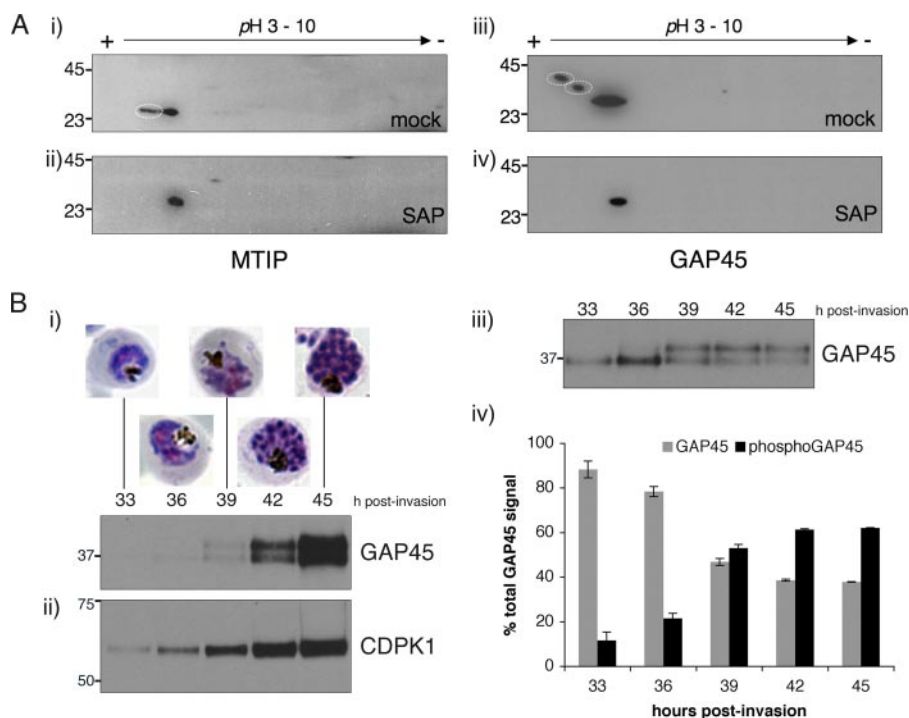 A
i)
pH 3 - 10
+
-
45
23
mock
ii)
45
23
SAP
MTIP
iii)
pH 3 - 10
+
-
45
23
mock
iv)
45
23
SAP
GAP45
B
i)
33 36 39 42 45 h post-invasion
37
GAP45
ii)
75
50
CDPK1
iii)
33 36 39 42 45 h post-invasion
37
GAP45
iv)
GAP45 phosphoGAP45
% total GAP45 signal
100
80
60
40
20
0
33 36 39 42 45
hours post-invasion